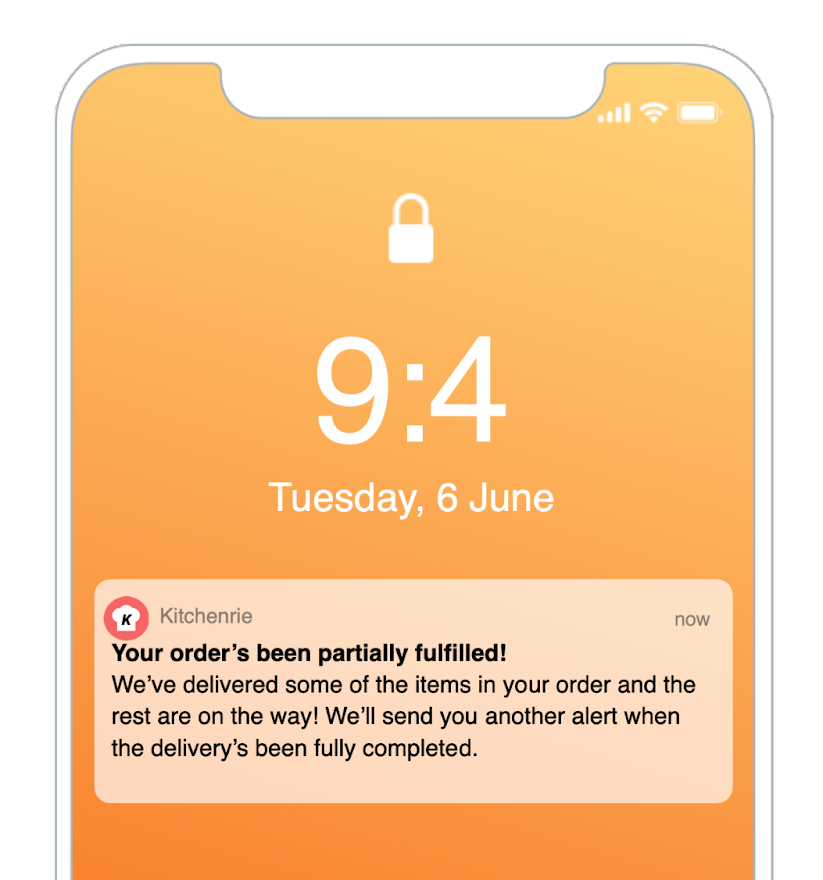 9:4
Tuesday, 6 June
K Kitchenrie now
Your order’s been partially fulfilled!
We’ve delivered some of the items in your order and the
rest are on the way! We’ll send you another alert when
the delivery’s been fully completed.